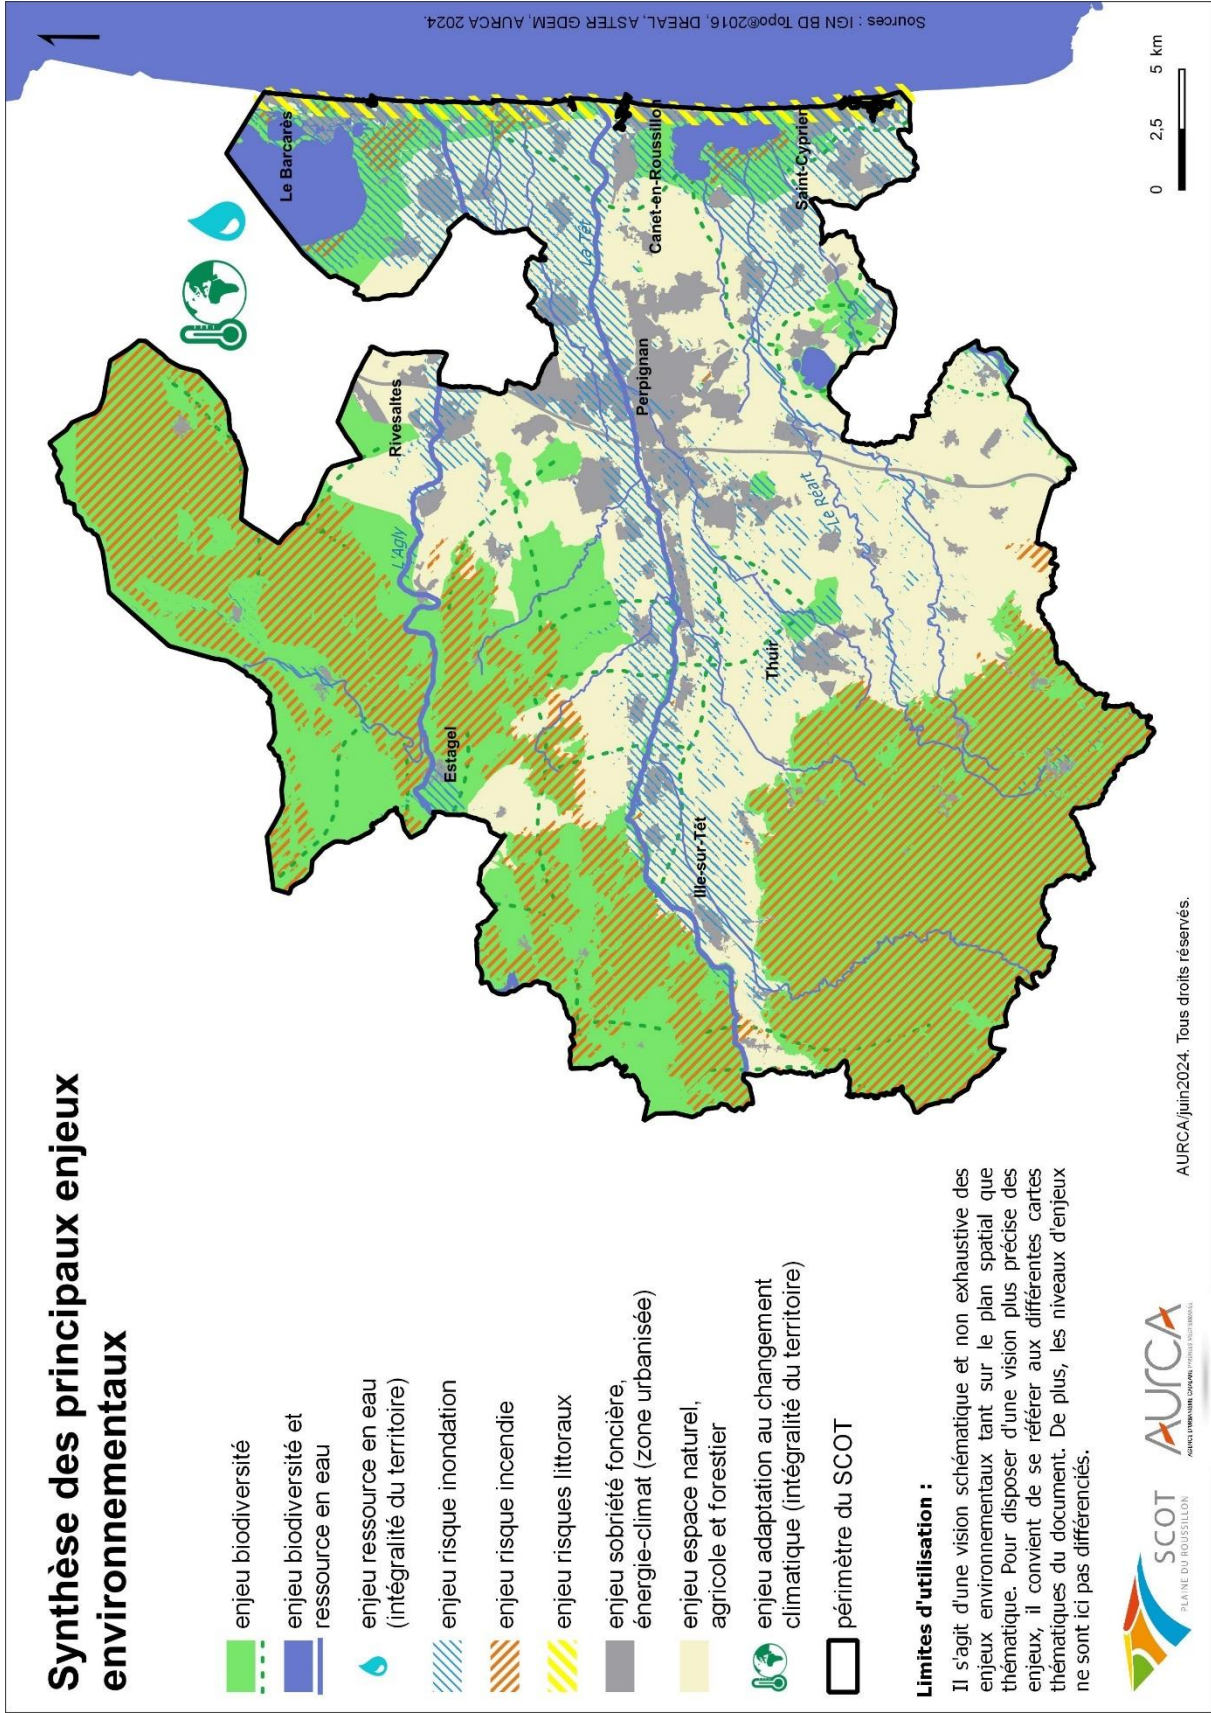 Synthèse des principaux enjeux
environnementaux
enjeu biodiversité
enjeu biodiversité et
ressource en eau
enjeu ressource en eau
(intégralité du territoire)
enjeu risque inondation
enjeu risque incendie
enjeu risques littoraux
enjeu sobriété foncière,
énergie-climat (zone urbanisée)
enjeu espace naturel,
agricole et forestier
enjeu adaptation au changement
climatique (intégralité du territoire)
périmètre du SCOT
Limites d'utilisation :
Il s'agit d'une vision schématique et non exhaustive des
enjeux environnementaux tant sur le plan spatial que
thématique. Pour disposer d'une vision plus précise des
enjeux, il convient de se référer aux différentes cartes
thématiques du document. De plus, les niveaux d'enjeux
ne sont ici pas différenciés.
SCOT
PLAINE DU ROUSSILLON
AURCA
AURCA/juin2024. Tous droits réservés.
Le Barcarès
Rivesaltes
L'Agly
Estagel
La Têt
Canet-en-Roussillon
Perpignan
Saint-Cyprien
Le Réart
Thuir
Ille-sur-Têt
0 2,5 5 km
Sources : IGN BD Topo®2016, DREAL, ASTER GDEM, AURCA 2024.